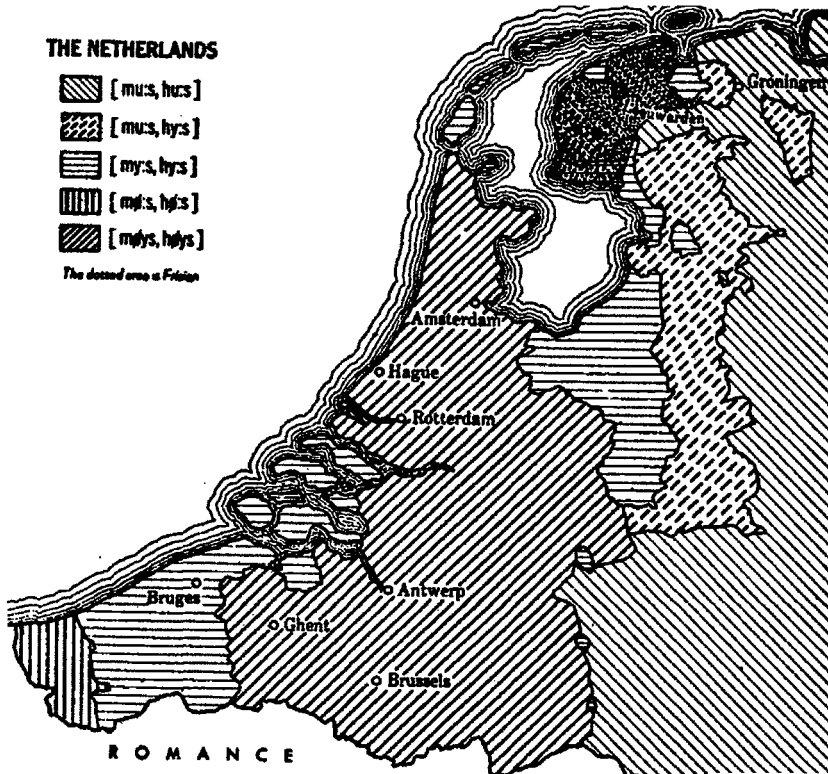 THE NETHERLANDS
[mu:s, hu:s]
[mu:s, hy:s]
[my:s, hy:s]
[mø:s, hø:s]
[møys, høys]
The dotted area is Frisian
Groningen
Amsterdam
Hague
Rotterdam
Bruges
Antwerp
Ghent
Brussels
ROMANCE